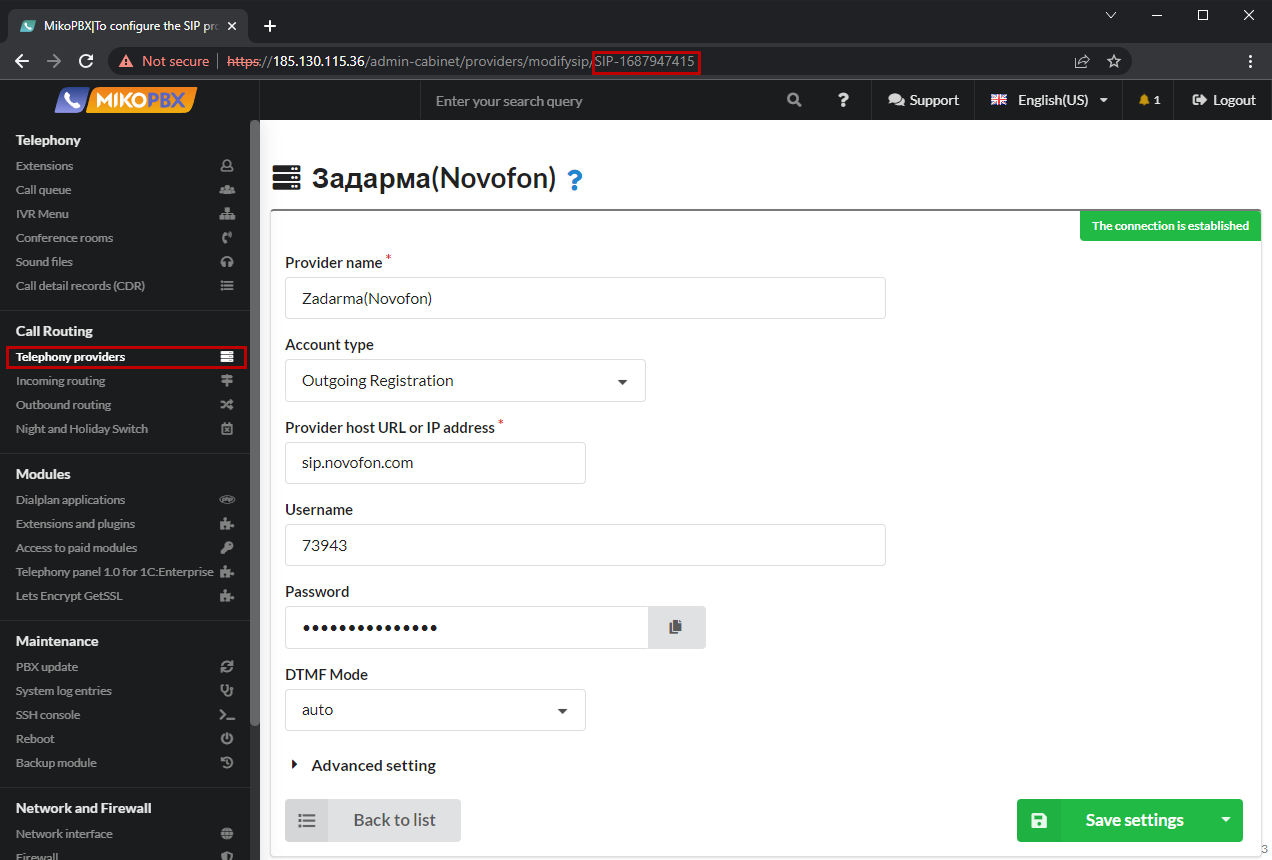 MikoPBX|To configure the SIP pro
Not secure https://185.130.115.36/admin-cabinet/providers/modifysip/SIP-1687947415
MIKOPBX
Enter your search query
?
Support
English(US)
1
Logout
Telephony
Extensions
Call queue
IVR Menu
Conference rooms
Sound files
Call detail records (CDR)
Call Routing
Telephony providers
Incoming routing
Outbound routing
Night and Holiday Switch
Modules
Dialplan applications
Extensions and plugins
Access to paid modules
Telephony panel 1.0 for 1C:Enterprise
Lets Encrypt GetSSL
Maintenance
PBX update
System log entries
SSH console
Reboot
Backup module
Network and Firewall
Network interface
Firewall
Задарма(Novofon) ?
The connection is established
Provider name *
Zadarma(Novofon)
Account type
Outgoing Registration
Provider host URL or IP address *
sip.novofon.com
Username
73943
Password
•••••••••••••••
DTMF Mode
auto
Advanced setting
Back to list
Save settings
3